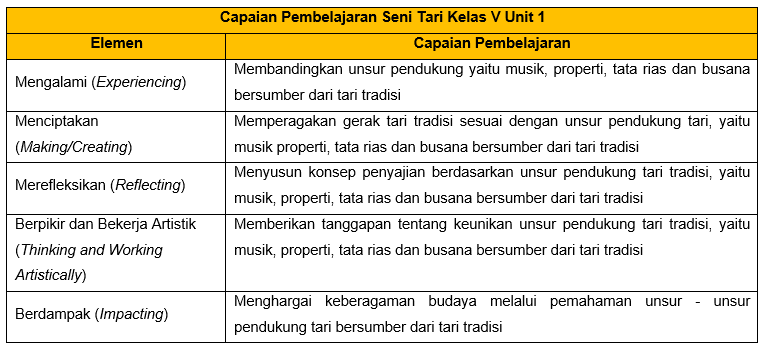 Capaian Pembelajaran Seni Tari Kelas V Unit 1
Elemen
Capaian Pembelajaran
Mengalami (Experiencing)
Membandingkan unsur pendukung yaitu musik, properti, tata rias dan busana
bersumber dari tari tradisi
Menciptakan
(Making/Creating)
Memperagakan gerak tari tradisi sesuai dengan unsur pendukung tari, yaitu
musik properti, tata rias dan busana bersumber dari tari tradisi
Merefleksikan (Reflecting)
Menyusun konsep penyajian berdasarkan unsur pendukung tari tradisi, yaitu
musik, properti, tata rias dan busana bersumber dari tari tradisi
Berpikir dan Bekerja Artistik
(Thinking and Working
Artistically)
Memberikan tanggapan tentang keunikan unsur pendukung tari tradisi, yaitu
musik, properti, tata rias dan busana bersumber dari tari tradisi
Berdampak (Impacting)
Menghargai keberagaman budaya melalui pemahaman unsur - unsur
pendukung tari bersumber dari tari tradisi